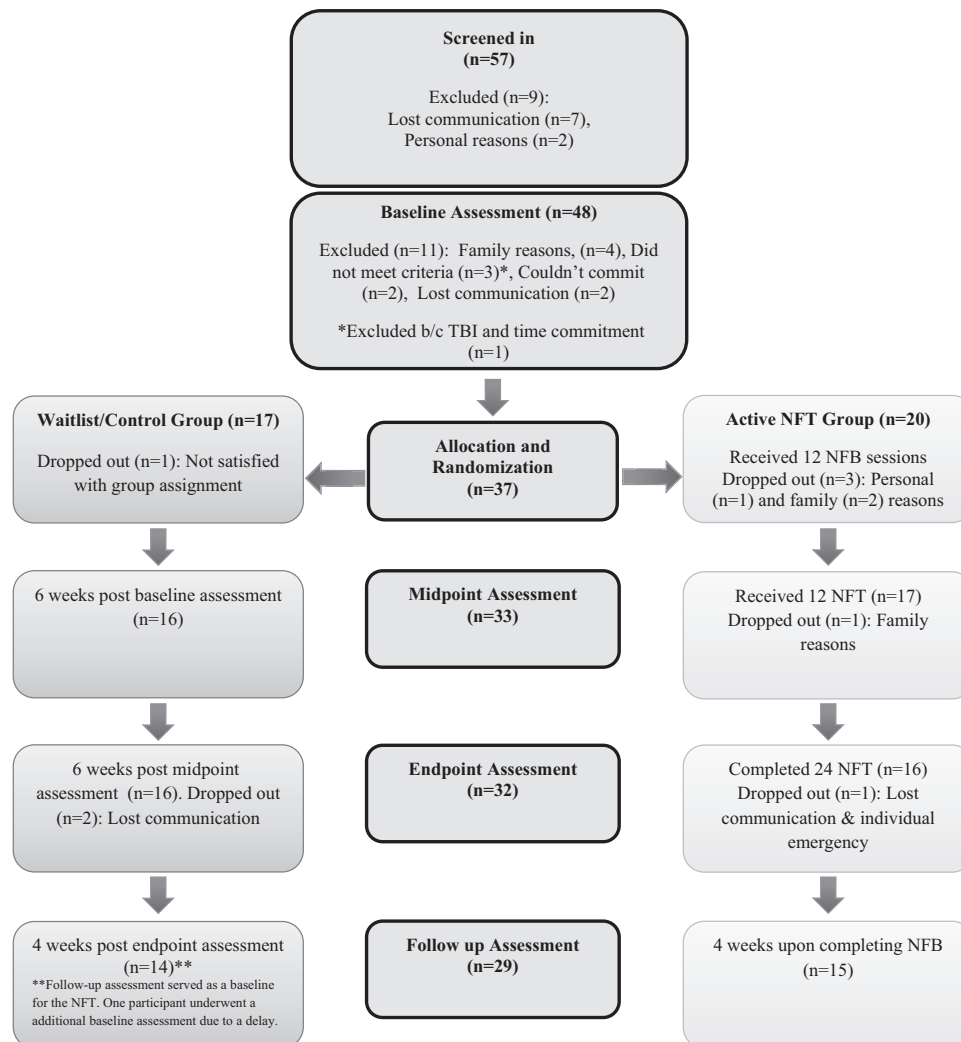 Screened in
(n=57)
Excluded (n=9):
Lost communication (n=7),
Personal reasons (n=2)
Baseline Assessment (n=48)
Excluded (n=11):  Family reasons, (n=4), Did
not meet criteria (n=3)*, Couldn't commit
(n=2),  Lost communication (n=2)
*Excluded b/c TBI and time commitment
(n=1)
Waitlist/Control Group (n=17)
Dropped out (n=1): Not satisfied
with group assignment
Allocation and
Randomization
(n=37)
Active NFT Group (n=20)
Received 12 NFB sessions
Dropped out (n=3): Personal
(n=1) and family (n=2) reasons
6 weeks post baseline assessment
(n=16)
Midpoint Assessment
(n=33)
Received 12 NFT (n=17)
Dropped out (n=1): Family
reasons
6 weeks post midpoint
assessment  (n=16). Dropped out
(n=2): Lost communication
Endpoint Assessment
(n=32)
Completed 24 NFT (n=16)
Dropped out (n=1): Lost
communication & individual
emergency
4 weeks post endpoint assessment
(n=14)**
**Follow-up assessment served as a baseline
for the NFT. One participant underwent a
additional baseline assessment due to a delay.
Follow up Assessment
(n=29)
4 weeks upon completing NFB
(n=15)